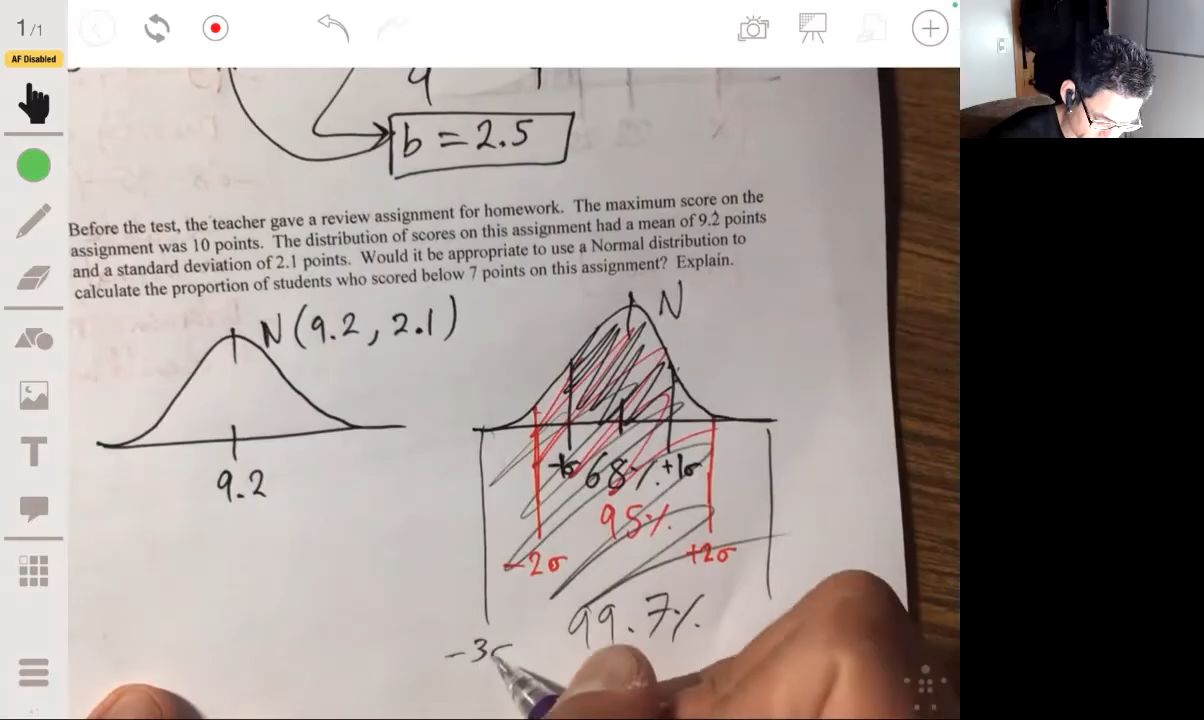 1/1
AF Disabled
b = 2.5
Before the test, the teacher gave a review assignment for homework. The maximum score on the
assignment was 10 points. The distribution of scores on this assignment had a mean of 9.2 points
and a standard deviation of 2.1 points. Would it be appropriate to use a Normal distribution to
calculate the proportion of students who scored below 7 points on this assignment? Explain.
N(9.2, 2.1)
N
9.2
-1σ 68% +1σ
95%
-2σ +2σ
99.7%
-3σ
T